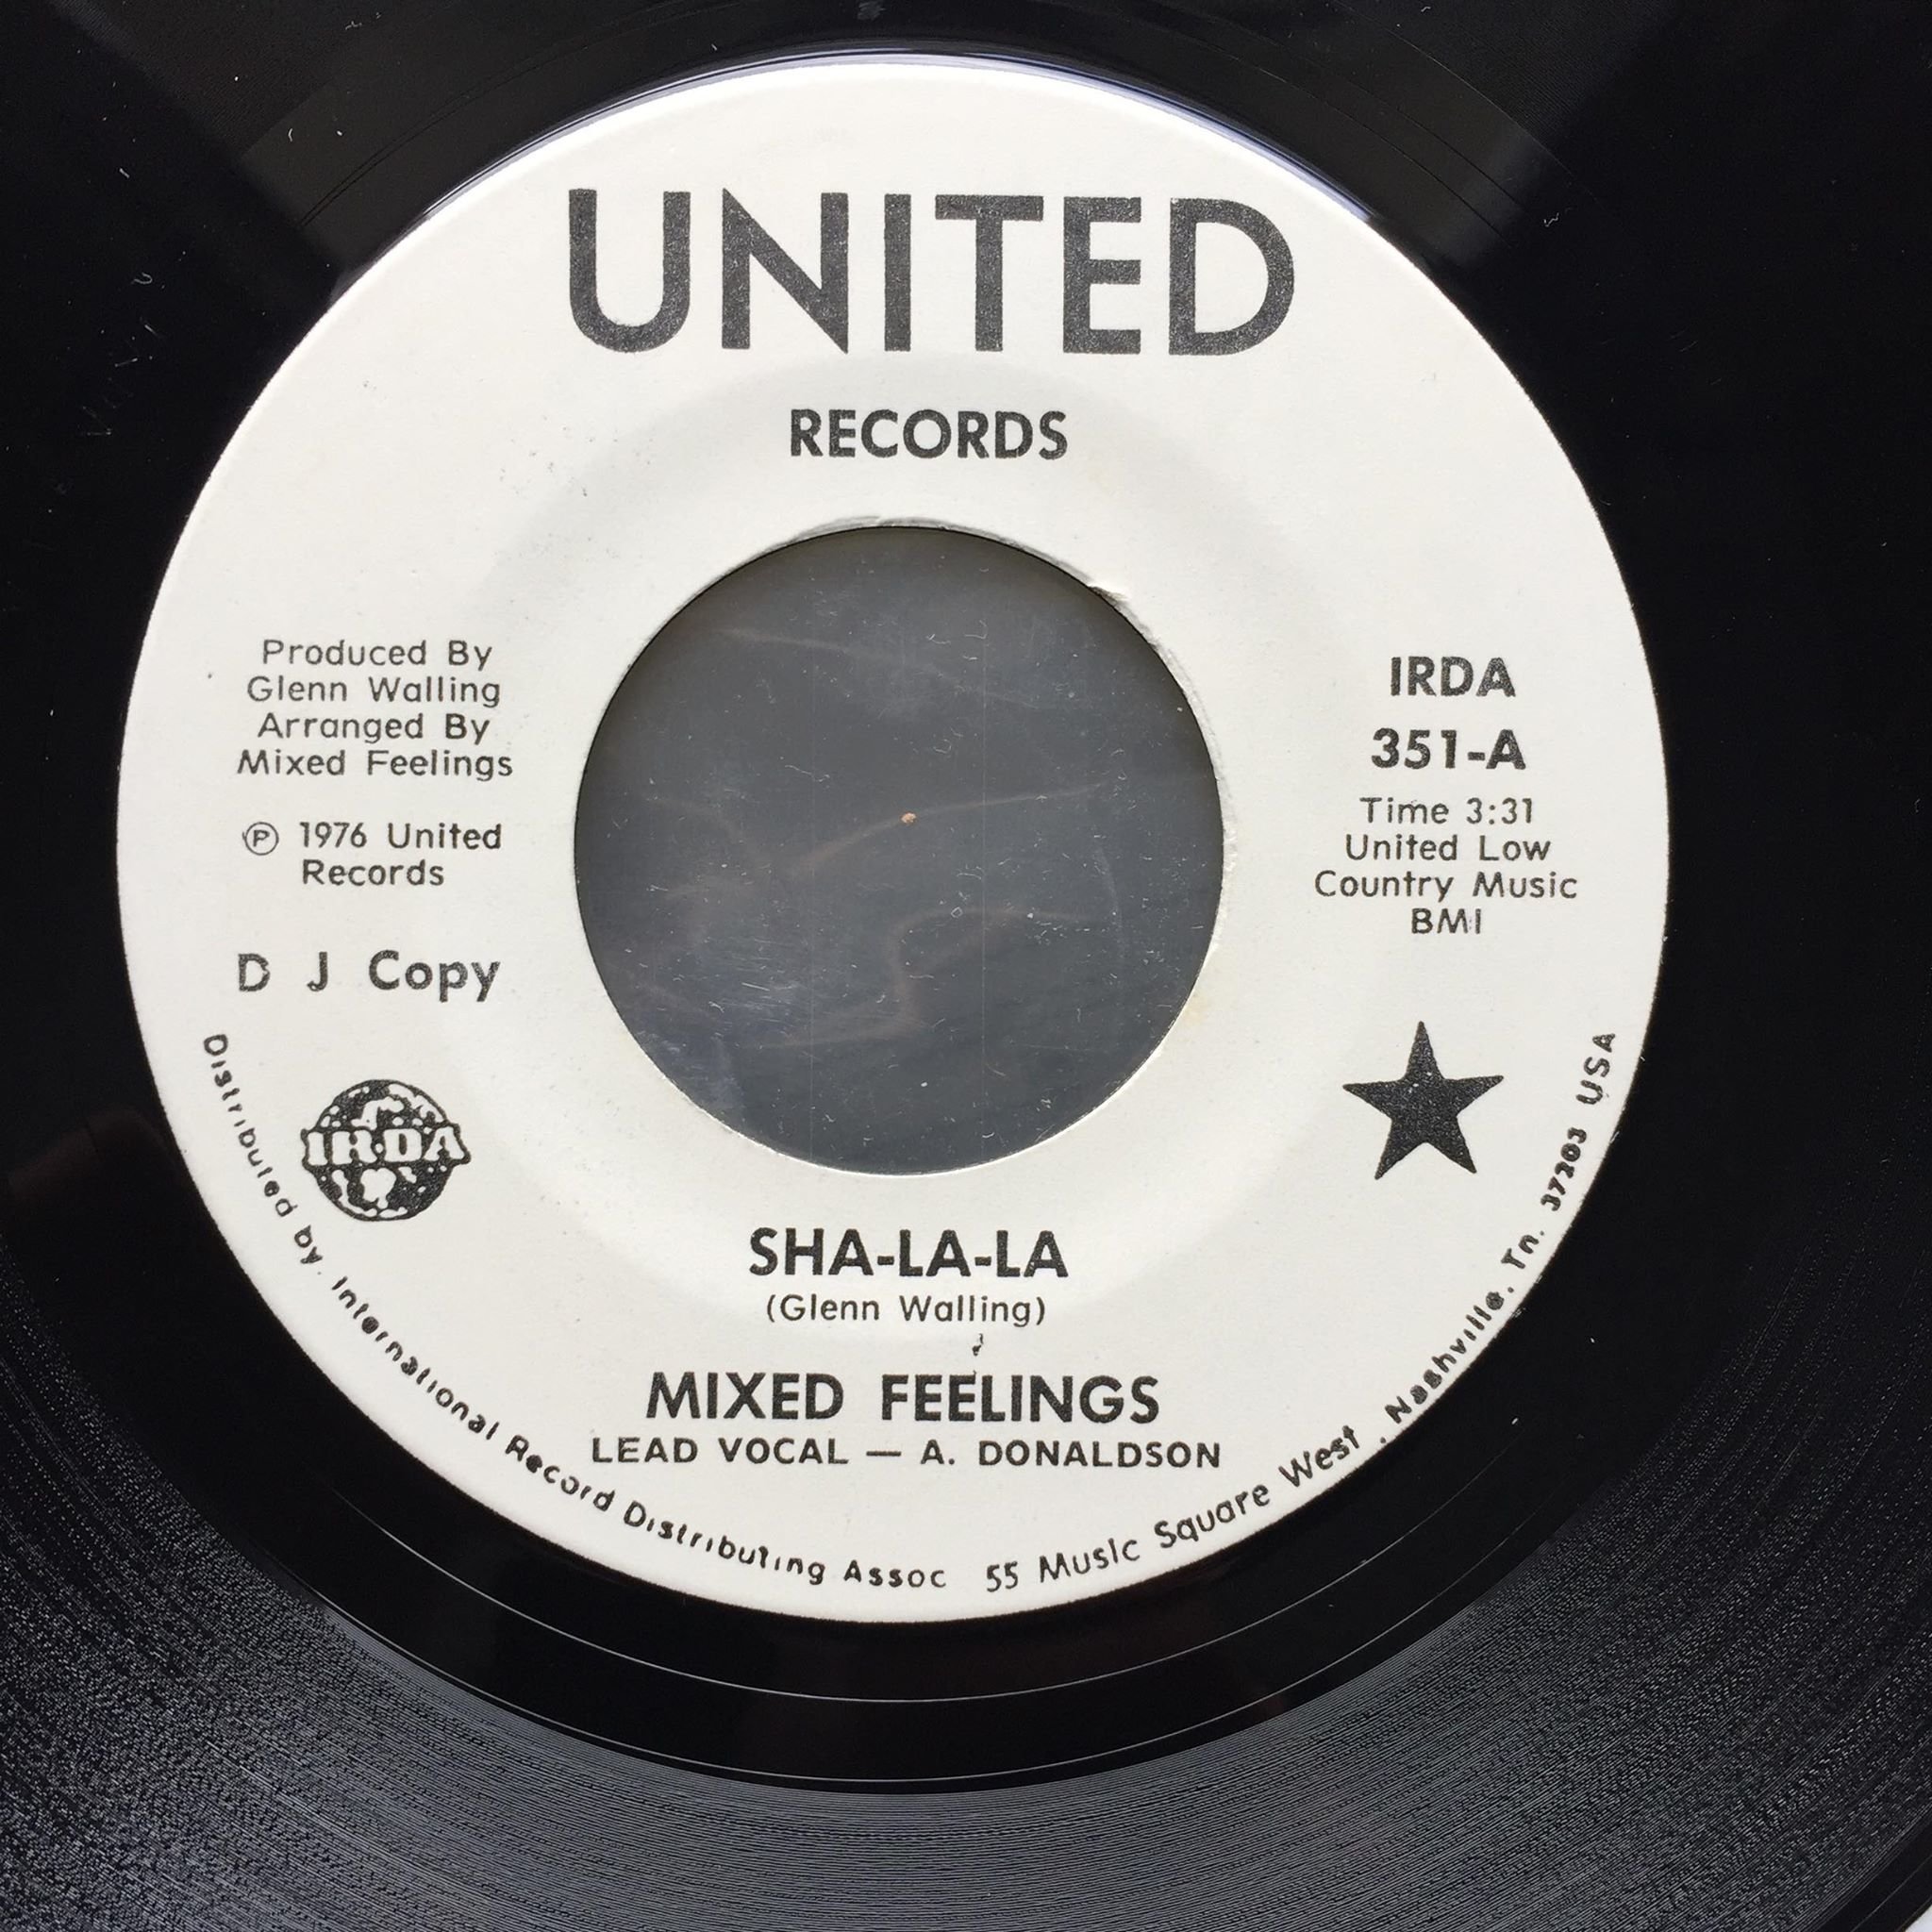 UNITED
RECORDS
Produced By
Glenn Walling
Arranged By
Mixed Feelings
℗ 1976 United
Records
D J Copy
IRDA
IRDA
351-A
Time 3:31
United Low
Country Music
BMI
SHA-LA-LA
(Glenn Walling)
MIXED FEELINGS
LEAD VOCAL — A. DONALDSON
Distributed by. International Record Distributing Assoc 55 Music Square West , Nashville, Tn. 37203 USA